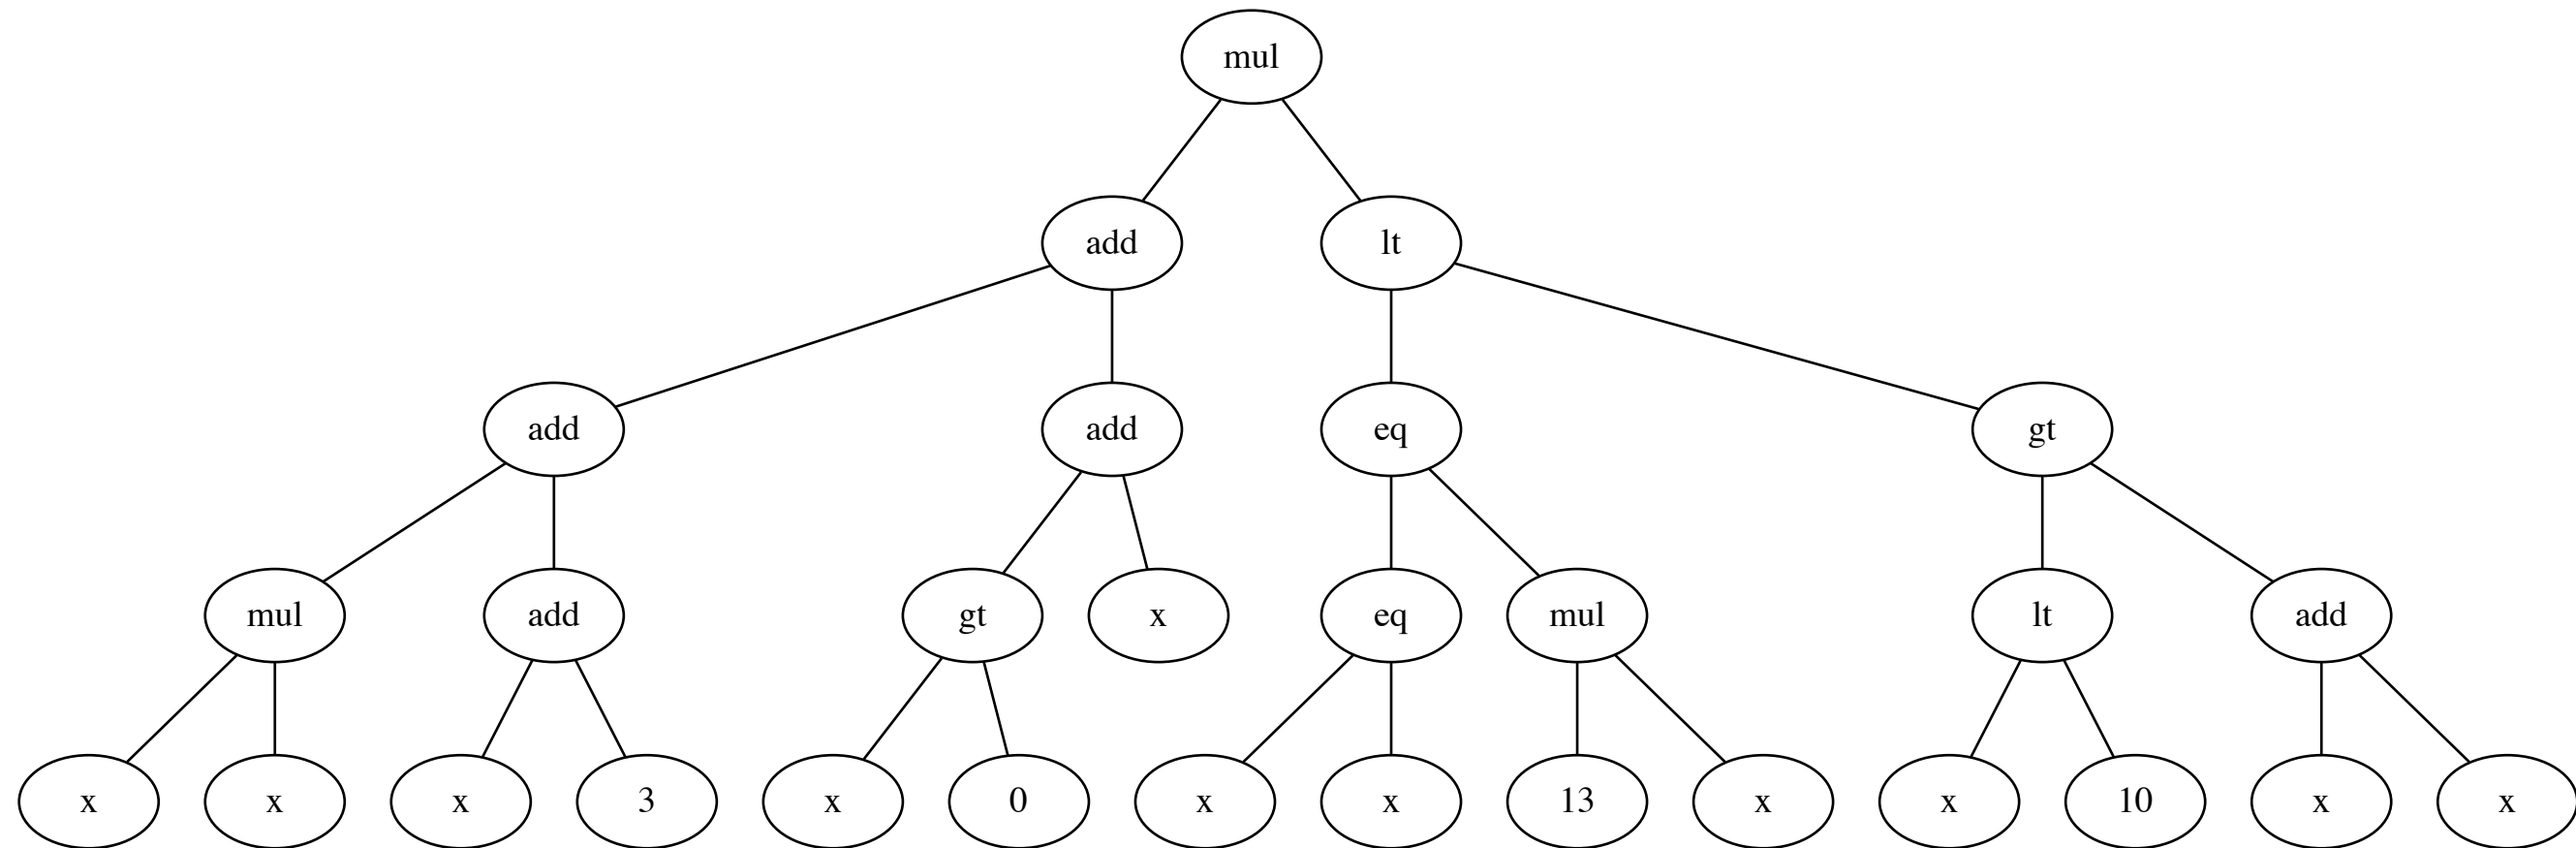 mul
add lt
add add eq gt
mul add gt x eq mul lt add
x x x 3 x 0 x x 13 x x 10 x x